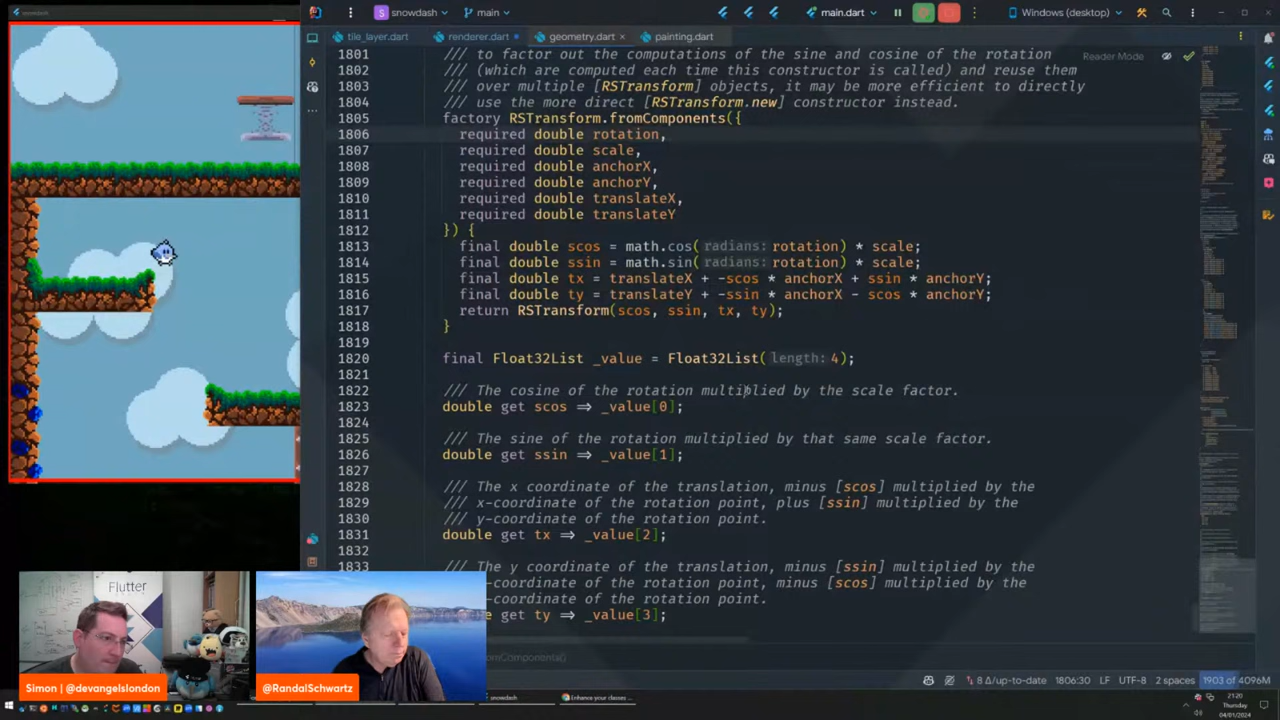 snowdash
main
main.dart
Windows (desktop)
tile_layer.dart
renderer.dart
geometry.dart
painting.dart
Reader Mode
1801 /// to factor out the computations of the sine and cosine of the rotation
1802 /// (which are computed each time this constructor is called) and reuse them
1803 /// over multiple [RSTransform] objects, it may be more efficient to directly
1804 /// use the more direct [RSTransform.new] constructor instead.
1805 factory RSTransform.fromComponents({
1806 required double rotation,
1807 required double scale,
1808 required double anchorX,
1809 required double anchorY,
1810 required double translateX,
1811 required double translateY
1812 }) {
1813 final double scos = math.cos( radians: rotation) * scale;
1814 final double ssin = math.sin( radians: rotation) * scale;
1815 final double tx = translateX + -scos * anchorX + ssin * anchorY;
1816 final double ty = translateY + -ssin * anchorX - scos * anchorY;
1817 return RSTransform(scos, ssin, tx, ty);
1818 }
1819
1820 final Float32List _value = Float32List( length: 4);
1821
1822 /// The cosine of the rotation multiplied by the scale factor.
1823 double get scos => _value[0];
1824
1825 /// The sine of the rotation multiplied by that same scale factor.
1826 double get ssin => _value[1];
1827
1828 /// The x-coordinate of the translation, minus [scos] multiplied by the
1829 /// x-coordinate of the rotation point, plus [ssin] multiplied by the
1830 /// y-coordinate of the rotation point.
1831 double get tx => _value[2];
1832
1833 /// The y-coordinate of the translation, minus [ssin] multiplied by the
-coordinate of the rotation point, minus [scos] multiplied by the
-coordinate of the rotation point.
get ty => _value[3];
omComponents()
Flutter
Simon | @devangelslondon
@RandalSchwartz
8 Δ/up-to-date
1806:30
LF
UTF-8
2 spaces
1903 of 4096M
snowdash
Enhance your classes
21:20
Thursday
04/01/2024